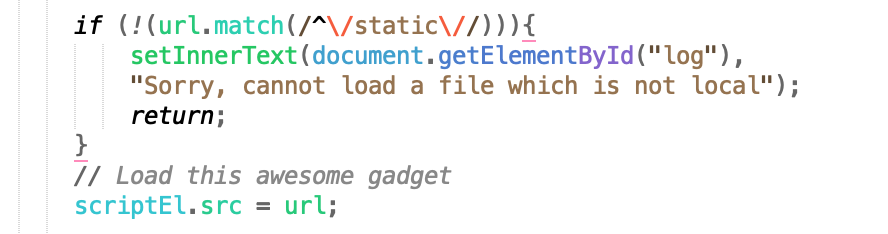 if (!(url.match(/^\/static\//))){
setInnerText(document.getElementById("log"),
"Sorry, cannot load a file which is not local");
return;
}
// Load this awesome gadget
scriptEl.src = url;